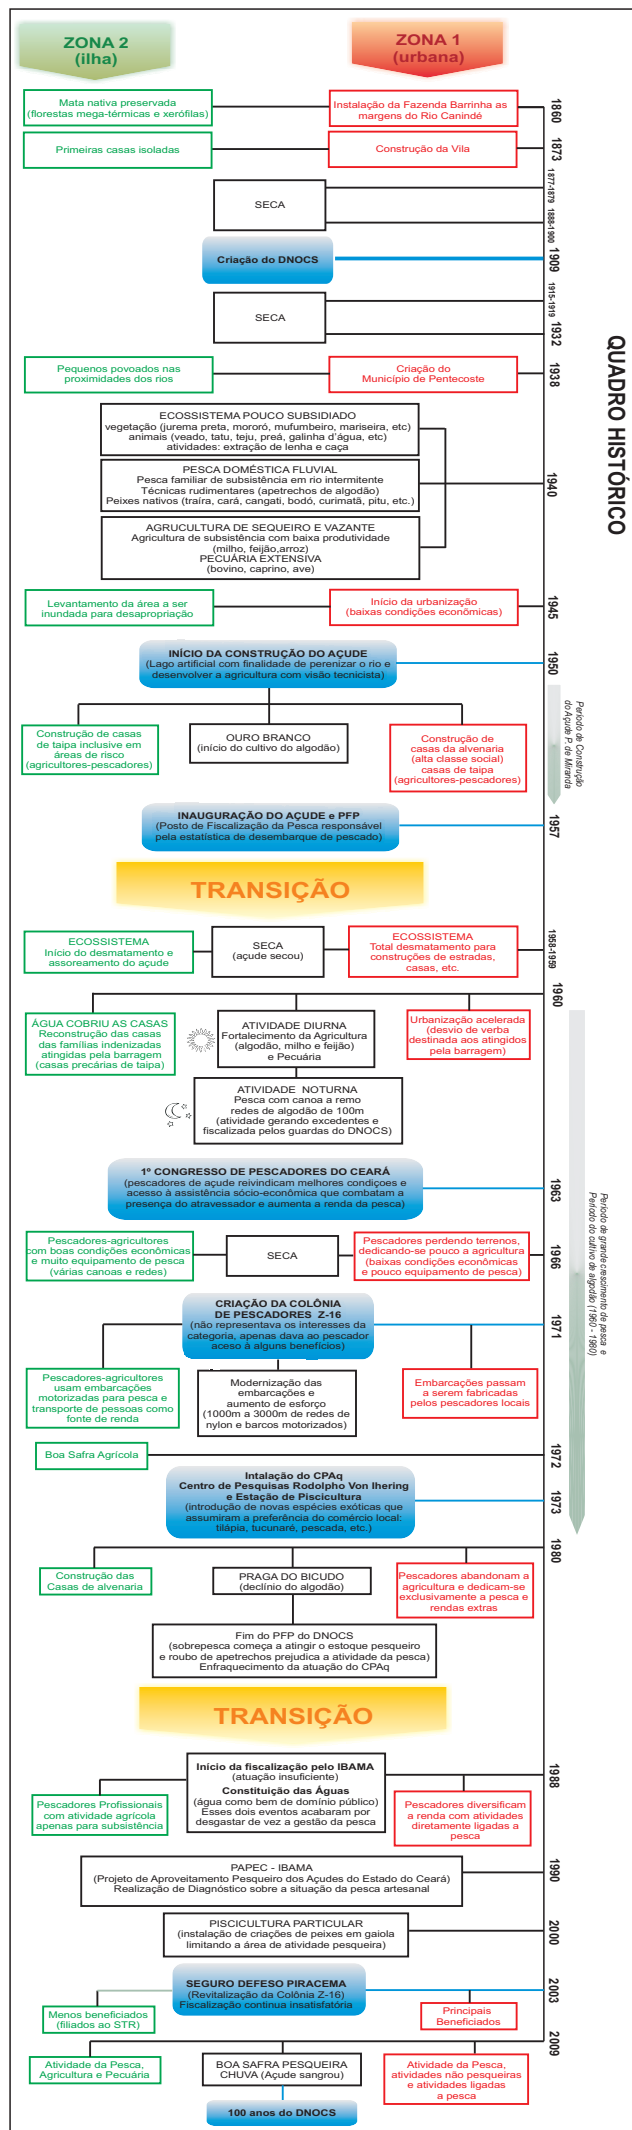 ZONA 2
(ilha)
ZONA 1
(urbana)
QUADRO HISTÓRICO
Mata nativa preservada
(florestas mega-térmicas e xerófilas)
Instalação da Fazenda Barrinha as
margens do Rio Canindé
1860
Primeiras casas isoladas
Construção da Vila
1873
SECA
1877-1879
1888-1900
Criação do DNOCS
1909
SECA
1915-1919
1932
Pequenos povoados nas
proximidades dos rios
Criação do
Município de Pentecoste
1938
ECOSSISTEMA POUCO SUBSIDIADO
vegetação (jurema preta, mororó, mufumbeiro, mariseira, etc)
animais (veado, tatu, teju, preá, galinha d'água, etc)
atividades: extração de lenha e caça
PESCA DOMÉSTICA FLUVIAL
Pesca familiar de subsistência em rio intermitente
Técnicas rudimentares (apetrechos de algodão)
Peixes nativos (traíra, cará, cangati, bodó, curimatã, pitu, etc.)
1940
AGRUCULTURA DE SEQUEIRO E VAZANTE
Agricultura de subsistência com baixa produtividade
(milho, feijão,arroz)
PECUÁRIA EXTENSIVA
(bovino, caprino, ave)
Levantamento da área a ser
inundada para desapropriação
Início da urbanização
(baixas condições econômicas)
1945
INÍCIO DA CONSTRUÇÃO DO AÇUDE
(Lago artificial com finalidade de perenizar o rio e
desenvolver a agricultura com visão tecnicista)
1950
Construção de casas
de taipa inclusive em
áreas de risco
(agricultores-pescadores)
OURO BRANCO
(início do cultivo do algodão)
Construção de
casas da alvenaria
(alta classe social)
casas de taipa
(agricultores-pescadores)
Período de Construção
do Açude P. de Miranda
INAUGURAÇÃO DO AÇUDE e PFP
(Posto de Fiscalização da Pesca responsável
pela estatística de desembarque de pescado)
1957
TRANSIÇÃO
ECOSSISTEMA
Início do desmatamento e
assoreamento do açude
SECA
(açude secou)
ECOSSISTEMA
Total desmatamento para
construções de estradas,
casas, etc.
1958-1959
1960
ÁGUA COBRIU AS CASAS
Reconstrução das casas
das famílias indenizadas
atingidas pela barragem
(casas precárias de taipa)
ATIVIDADE DIURNA
Fortalecimento da Agricultura
(algodão, milho e feijão)
e Pecuária
Urbanização acelerada
(desvio de verba
destinada aos atingidos
pela barragem)
ATIVIDADE NOTURNA
Pesca com canoa a remo
redes de algodão de 100m
(atividade gerando excedentes e
fiscalizada pelos guardas do DNOCS)
1º CONGRESSO DE PESCADORES DO CEARÁ
(pescadores de açude reivindicam melhores condiçoes e
acesso à assistência sócio-econômica que combatam a
presença do atravessador e aumenta a renda da pesca)
1963
Período de grande crescimento de pesca e
Período do cultivo de algodão (1960 - 1980)
Pescadores-agricultores
com boas condições econômicas
e muito equipamento de pesca
(várias canoas e redes)
SECA
Pescadores perdendo terrenos,
dedicando-se pouco a agricultura
(baixas condições econômicas
e pouco equipamento de pesca)
1966
CRIAÇÃO DA COLÔNIA
DE PESCADORES Z-16
(não representava os interesses da
categoria, apenas dava ao pescador
aceso à alguns benefícios)
1971
Pescadores-agricultores
usam embarcações
motorizadas para pesca e
transporte de pessoas como
fonte de renda
Modernização das
embarcações e
aumento de esforço
(1000m a 3000m de redes de
nylon e barcos motorizados)
Embarcações passam
a serem fabricadas
pelos pescadores locais
Boa Safra Agrícola
1972
Intalação do CPAq
Centro de Pesquisas Rodolpho Von Ihering
e Estação de Piscicultura
(introdução de novas espécies exóticas que
assumiram a preferência do comércio local:
tilápia, tucunaré, pescada, etc.)
1973
1980
Construção das
Casas de alvenaria
PRAGA DO BICUDO
(declínio do algodão)
Pescadores abandonam a
agricultura e dedicam-se
exclusivamente a pesca e
rendas extras
Fim do PFP do DNOCS
(sobrepesca começa a atingir o estoque pesqueiro
e roubo de apetrechos prejudica a atividade da pesca)
Enfraquecimento da atuação do CPAq
TRANSIÇÃO
Início da fiscalização pelo IBAMA
(atuação insuficiente)
Constituição das Águas
(água como bem de domínio público)
Esses dois eventos acabaram por
desgastar de vez a gestão da pesca
1988
Pescadores Profissionais
com atividade agrícola
apenas para subsistência
Pescadores diversificam
a renda com atividades
diretamente ligadas a
pesca
PAPEC - IBAMA
(Projeto de Aproveitamento Pesqueiro dos Açudes do Estado do Ceará)
Realização de Diagnóstico sobre a situação da pesca artesanal
1990
PISCICULTURA PARTICULAR
(instalação de criações de peixes em gaiola
limitando a área de atividade pesqueira)
2000
SEGURO DEFESO PIRACEMA
(Revitalização da Colônia Z-16)
Fiscalização continua insatisfatória
2003
Menos beneficiados
(filiados ao STR)
Principais
Beneficiados
2009
Atividade da Pesca,
Agricultura e Pecuária
BOA SAFRA PESQUEIRA
CHUVA (Açude sangrou)
Atividade da Pesca,
atividades não pesqueiras
e atividades ligadas
a pesca
100 anos do DNOCS